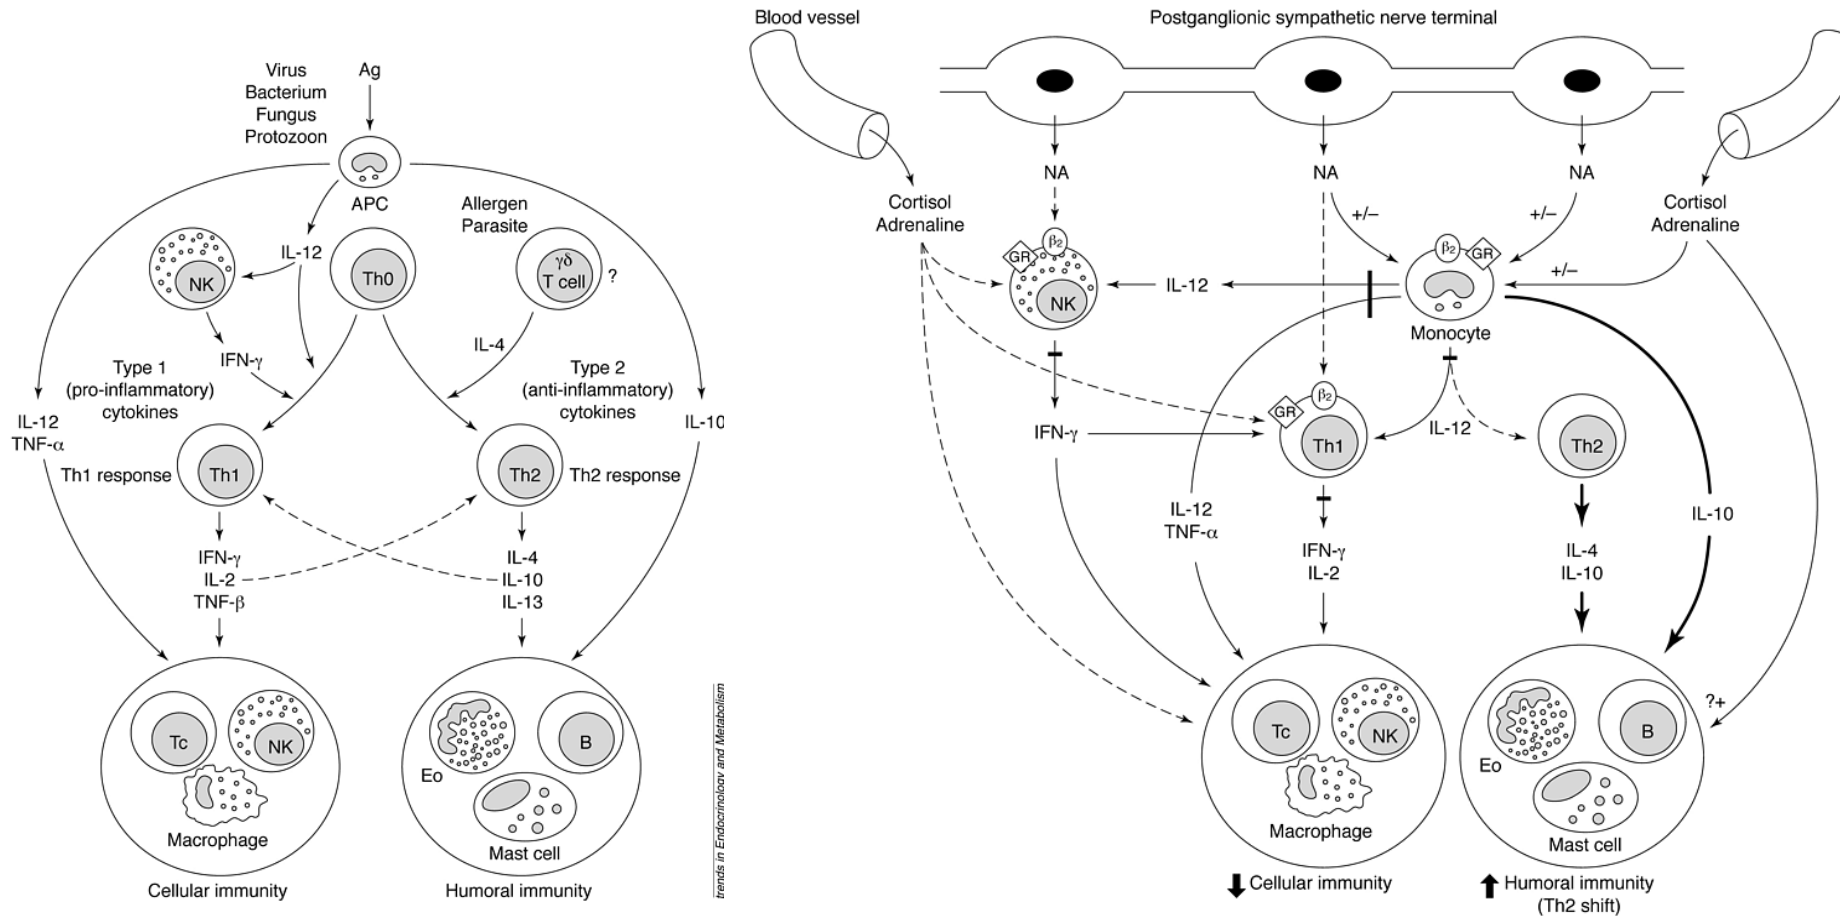 Virus
Bacterium
Fungus
Protozoon
Ag
APC
Allergen
Parasite
NK
IL-12
Th0
γδ
T cell
?
IFN-γ
IL-4
Type 1
(pro-inflammatory)
cytokines
Type 2
(anti-inflammatory)
cytokines
IL-12
TNF-α
IL-10
Th1 response
Th1
Th2
Th2 response
IFN-γ
IL-2
TNF-β
IL-4
IL-10
IL-13
Tc
NK
Macrophage
Eo
B
Mast cell
Cellular immunity
Humoral immunity
trends in Endocrinology and Metabolism
Blood vessel
Postganglionic sympathetic nerve terminal
NA
NA
NA
Cortisol
Adrenaline
Cortisol
Adrenaline
+/–
+/–
+/–
β2
GR
NK
IL-12
β2
GR
Monocyte
IFN-γ
β2
GR
Th1
IL-12
Th2
IL-12
TNF-α
IL-10
IFN-γ
IL-2
IL-4
IL-10
?+
Tc
NK
Macrophage
Eo
B
Mast cell
Cellular immunity
Humoral immunity
(Th2 shift)